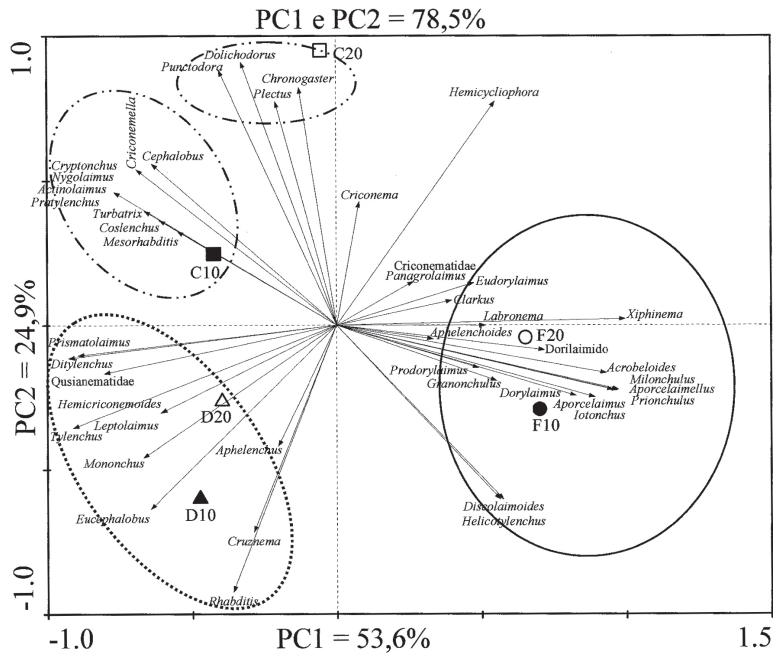 PC1 e PC2 = 78,5%
1.0
Dolichodorus
C20
Punctodora
Chronogaster
Plectus
Hemicycliophora
Criconemella
Cephalobus
Cryptonchus
Nygolaimus
Actinolaimus
Pratylenchus
Turbatrix
Coslenchus
Mesorhabditis
Criconema
C10
Criconematidae
Panagrolaimus
Eudorylaimus
Clarkus
Labronema
Xiphinema
Aphelenchoides
F20
Dorilaimido
Prismatolaimus
Ditylenchus
Qusianematidae
Prodorylaimus
Granonchulus
Acrobeloides
Milonchulus
Aporcelaimellus
Prionchulus
Dorylaimus
Aporcelaimus
Iotonchus
F10
Hemicriconemoides
D20
Leptolaimus
Tylenchus
Mononchus
Aphelenchus
Eucephalobus
D10
Cruznema
Discolaimoides
Helicotylenchus
Rhabditis
PC2 = 24,9%
-1.0
-1.0
PC1 = 53,6%
1.5